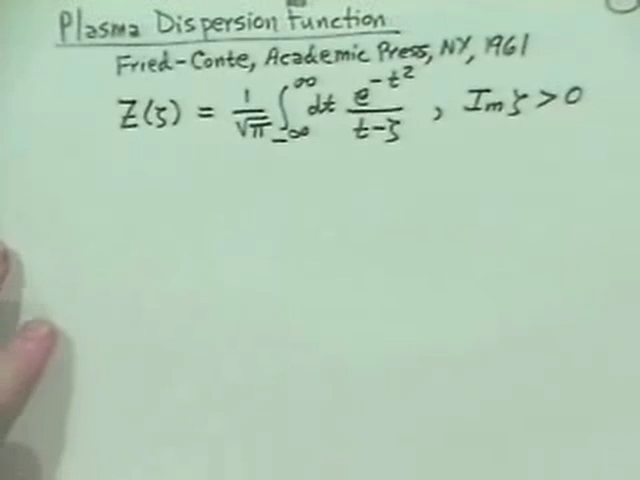 Plasma Dispersion Function
Fried-Conte, Academic Press, NY, 1961
Z(ζ) = 1/√π ∫_{-∞}^{∞} dt e^{-t²}/(t-ζ) , Im ζ > 0